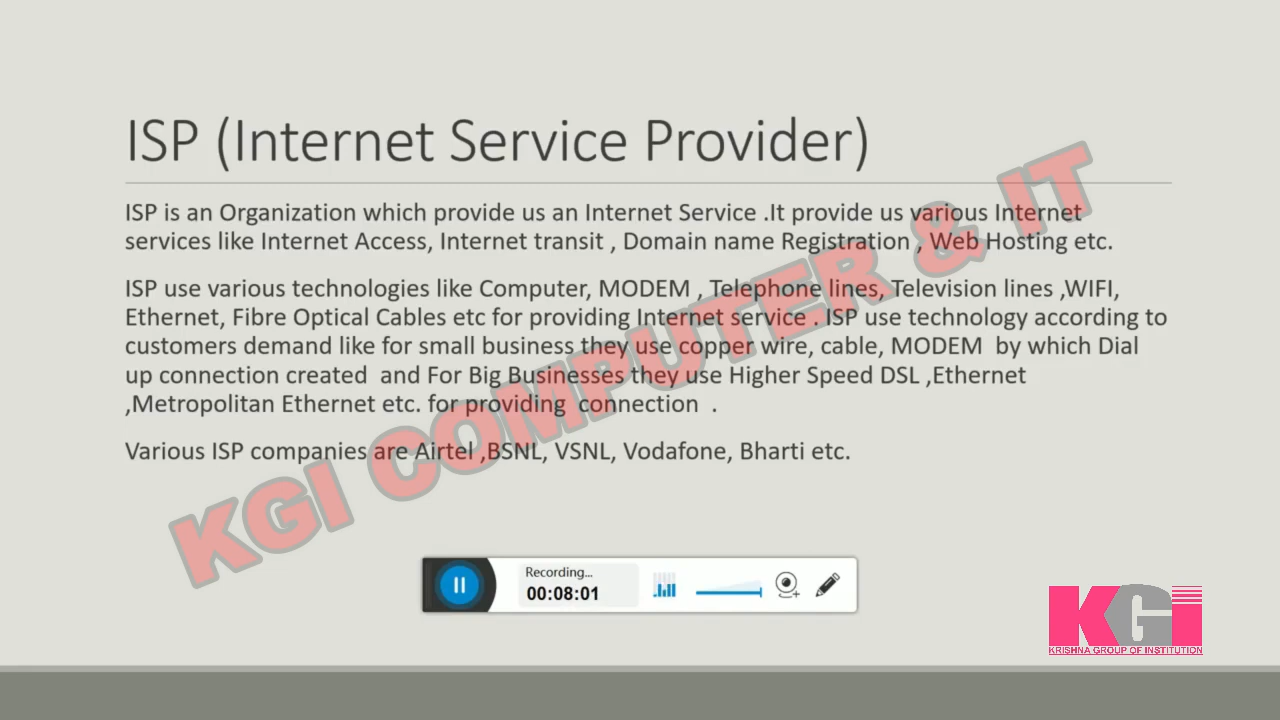 ISP (Internet Service Provider)
ISP is an Organization which provide us an Internet Service .It provide us various Internet
services like Internet Access, Internet transit , Domain name Registration , Web Hosting etc.
ISP use various technologies like Computer, MODEM , Telephone lines, Television lines ,WIFI,
Ethernet, Fibre Optical Cables etc for providing Internet service . ISP use technology according to
customers demand like for small business they use copper wire, cable, MODEM  by which Dial
up connection created  and For Big Businesses they use Higher Speed DSL ,Ethernet
,Metropolitan Ethernet etc. for providing  connection  .
Various ISP companies are Airtel ,BSNL, VSNL, Vodafone, Bharti etc.
KGI COMPUTER & IT
Recording...
00:08:01
KGI
KRISHNA GROUP OF INSTITUTION